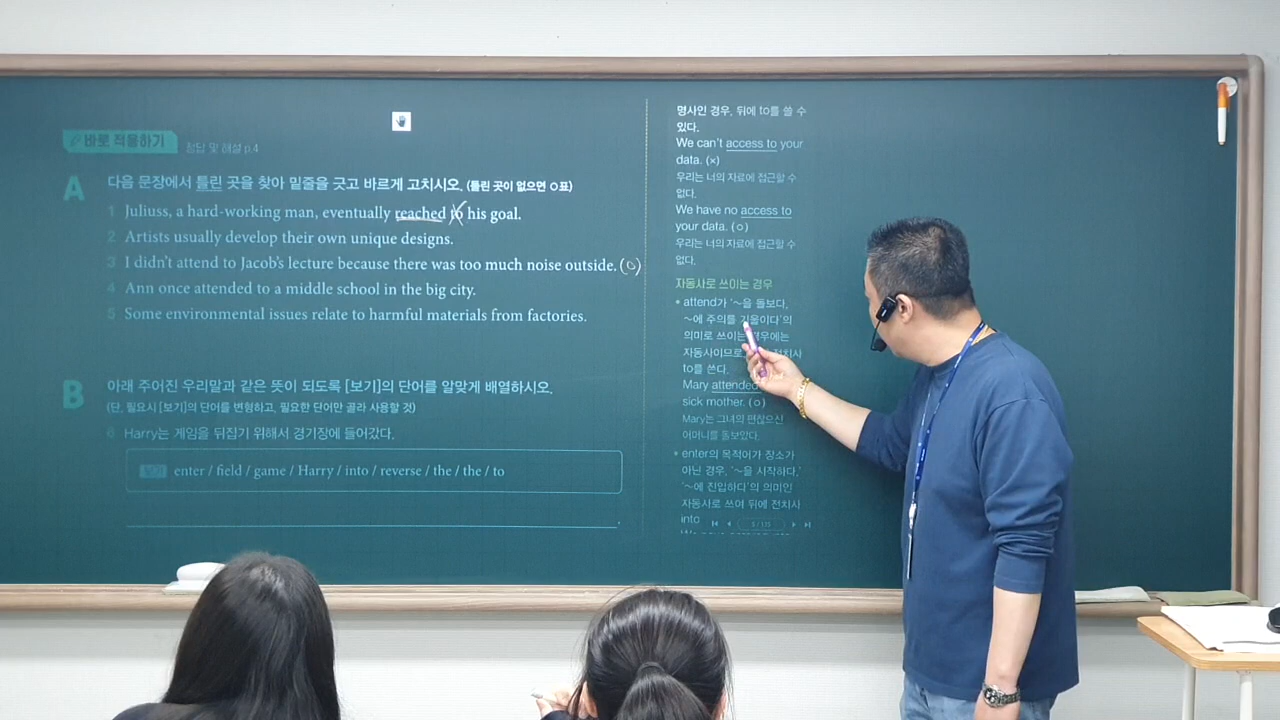 바로 적용하기 정답 및 해설 p.4
A 다음 문장에서 틀린 곳을 찾아 밑줄을 긋고 바르게 고치시오. (틀린 곳이 없으면 O표)
1 Juliuss, a hard-working man, eventually reached to his goal.
2 Artists usually develop their own unique designs.
3 I didn't attend to Jacob's lecture because there was too much noise outside. (O)
4 Ann once attended to a middle school in the big city.
5 Some environmental issues relate to harmful materials from factories.
B 아래 주어진 우리말과 같은 뜻이 되도록 [보기]의 단어를 알맞게 배열하시오.
(단, 필요시 [보기]의 단어를 변형하고, 필요한 단어만 골라 사용할 것)
6 Harry는 게임을 뒤집기 위해서 경기장에 들어갔다.
보기 enter / field / game / Harry / into / reverse / the / the / to
명사인 경우, 뒤에 to를 쓸 수
있다.
We can't access to your
data. (×)
우리는 너의 자료에 접근할 수
없다.
We have no access to
your data. (○)
우리는 너의 자료에 접근할 수
없다.
자동사로 쓰이는 경우
• attend가 '~을 돌보다,
~에 주의를 기울이다'의
의미로 쓰이는 경우에는
자동사이므로 전치사
to를 쓴다.
Mary attended
sick mother. (○)
Mary는 그녀의 편찮으신
어머니를 돌보았다.
• enter의 목적어가 장소가
아닌 경우, '~을 시작하다,'
'~에 진입하다'의 의미인
자동사로 쓰여 뒤에 전치사
into